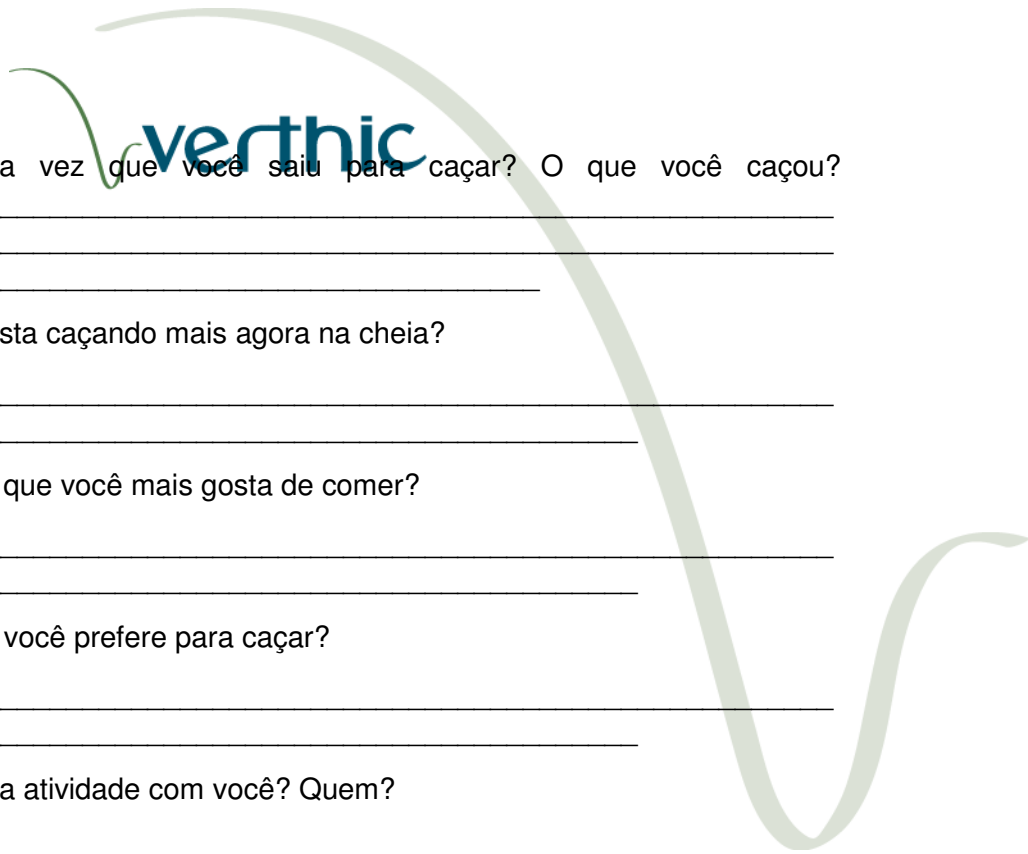 verthic
a vez que você saiu para caçar? O que você caçou?
sta caçando mais agora na cheia?
que você mais gosta de comer?
você prefere para caçar?
a atividade com você? Quem?